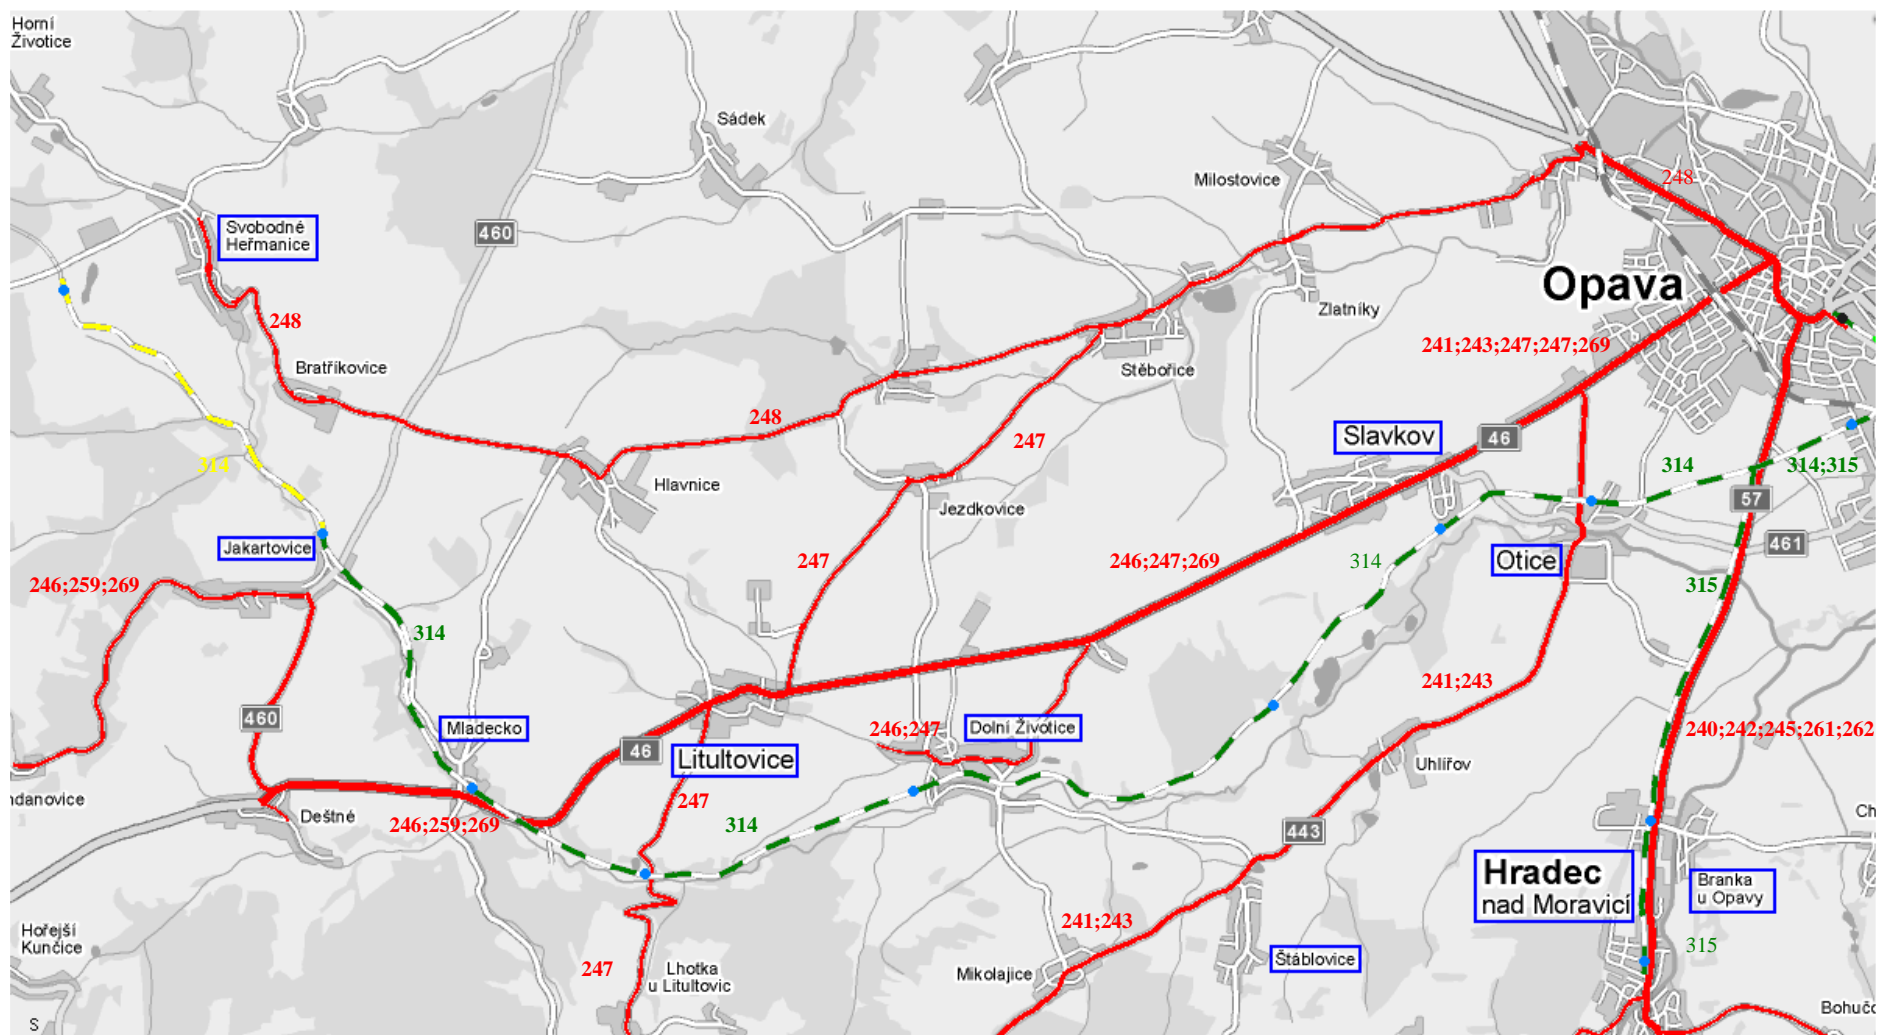 Horní
Životice
Sádek
Milostovice
248
Svobodné
Heřmanice
460
Opava
Zlatníky
248
241;243;247;247;269
Bratříkovice
Stěbořice
248
247
Slavkov
46
314
Hlavnice
314
314;315
Jezdkovice
57
Jakartovice
461
246;259;269
247
246;247;269
314
Otice
315
314
241;243
460
Mladecko
246;247
Dolní Životice
240;242;245;261;262
46
Litultovice
Uhlířov
ndanovice
247
Deštné
246;259;269
314
443
Ch
Hradec
nad Moravicí
Branka
u Opavy
241;243
Hořejší
Kunčice
315
247
Lhotka
u Litultovic
Mikolajice
Štáblovice
Bohučo
S